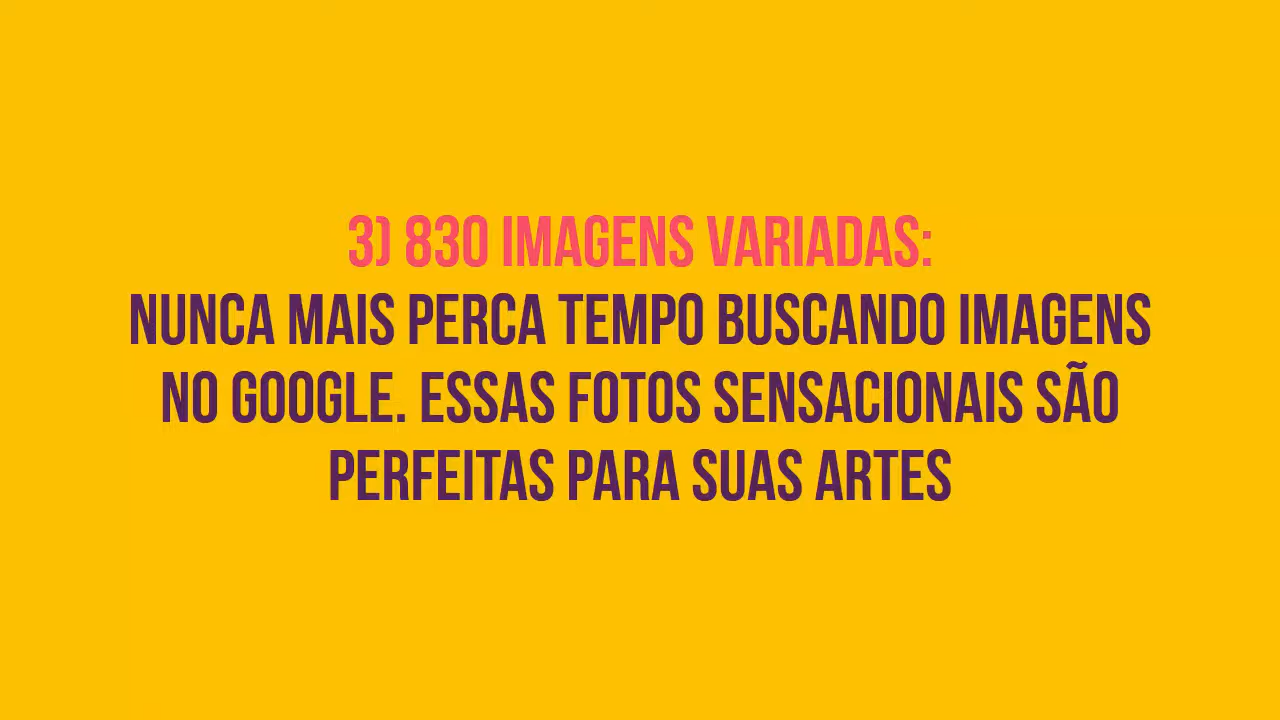 3) 830 IMAGENS VARIADAS:
NUNCA MAIS PERCA TEMPO BUSCANDO IMAGENS
NO GOOGLE. ESSAS FOTOS SENSACIONAIS SÃO
PERFEITAS PARA SUAS ARTES